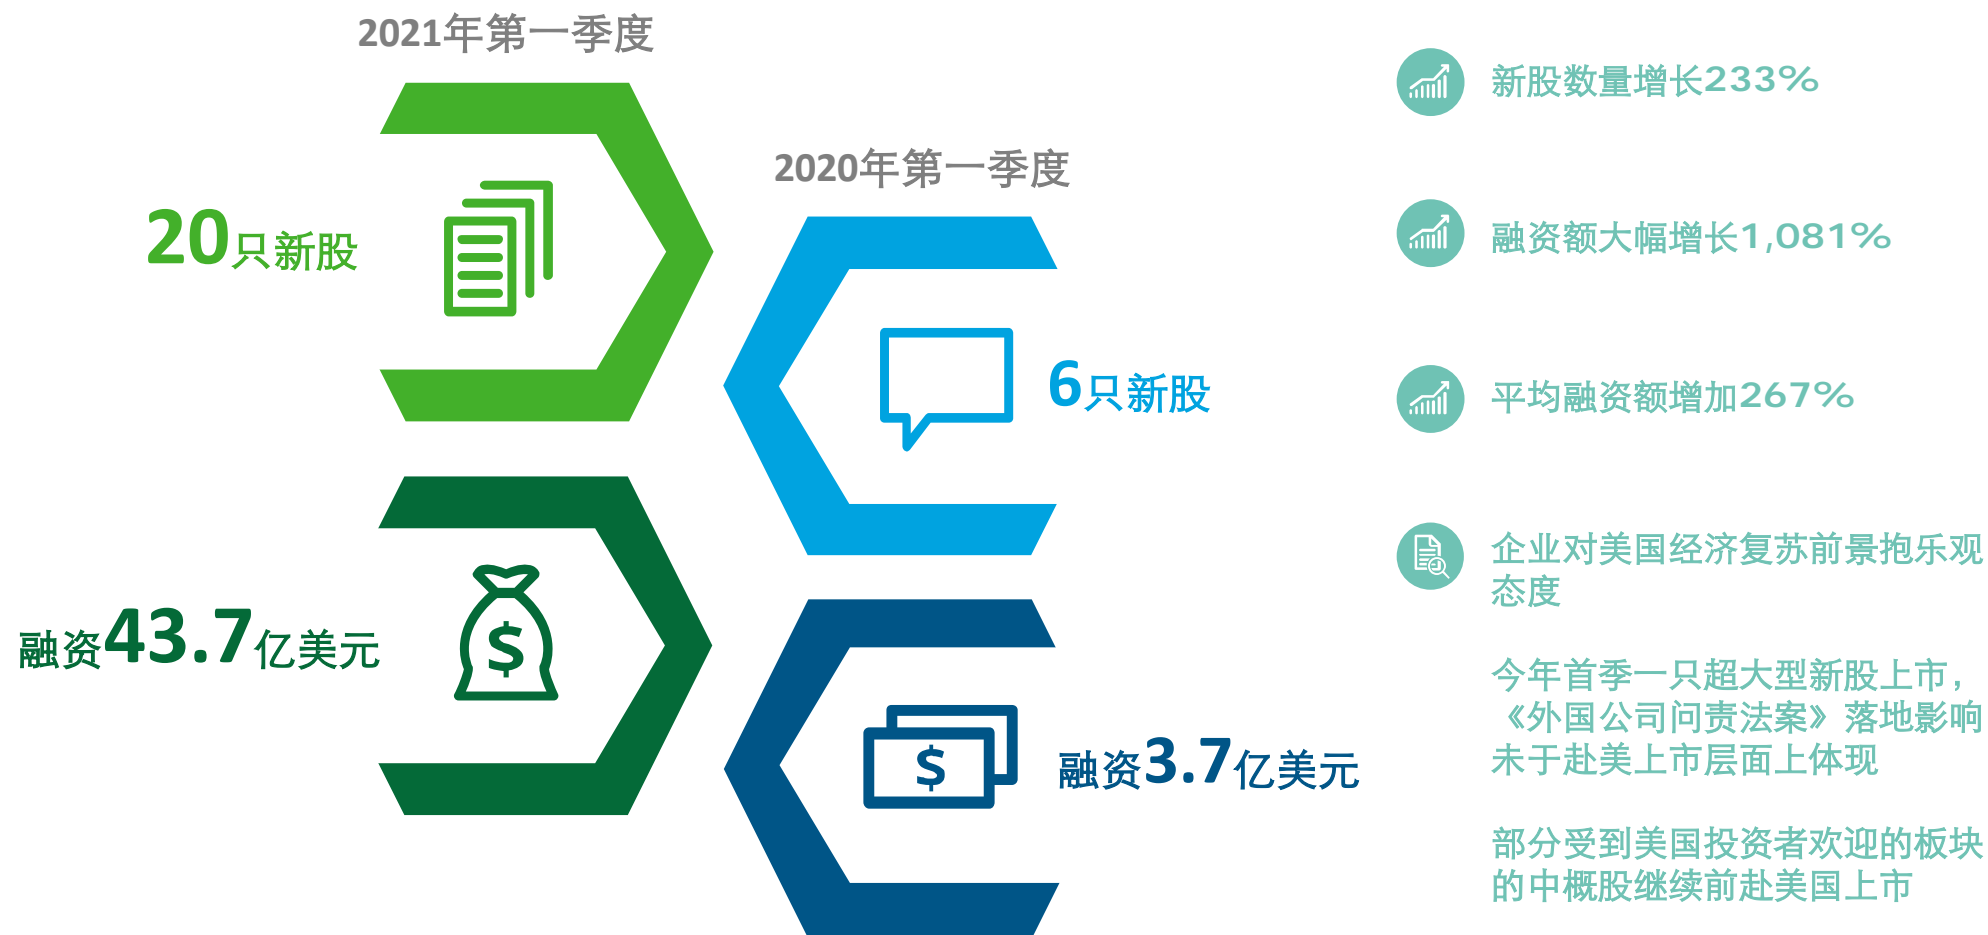 2021年第一季度
20只新股
融资43.7亿美元
$
2020年第一季度
6只新股
$
融资3.7亿美元
新股数量增长233%
融资额大幅增长1,081%
平均融资额增加267%
企业对美国经济复苏前景抱乐观
态度
今年首季一只超大型新股上市，
《外国公司问责法案》落地影响
未于赴美上市层面上体现
部分受到美国投资者欢迎的板块
的中概股继续前赴美国上市